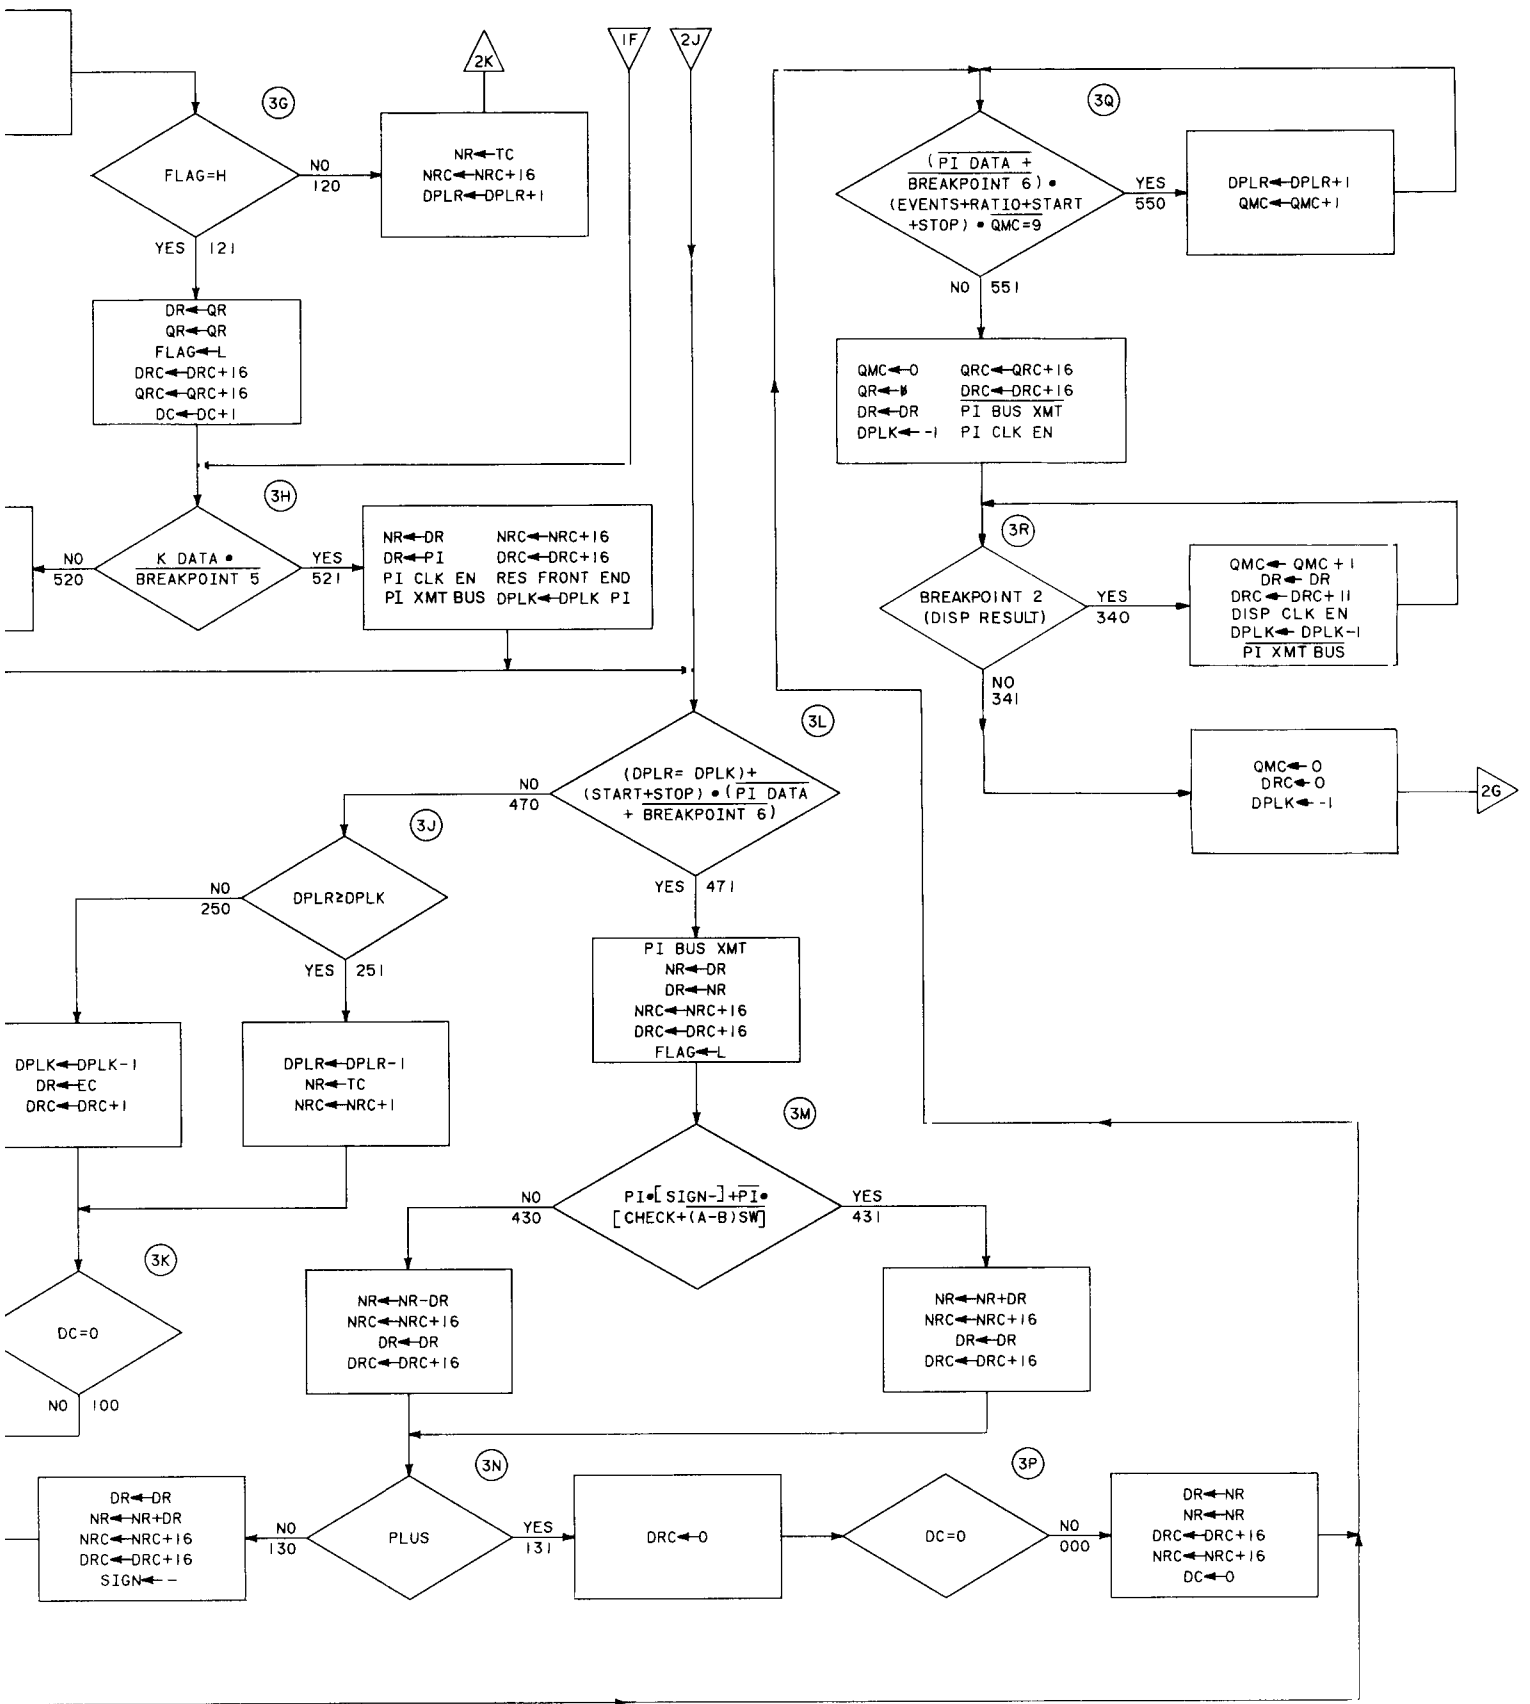 2K
1F
2J
3G
FLAG=H
NO
120
NR←TC
NRC←NRC+16
DPLR←DPLR+1
YES 121
DR←QR
QR←QR
FLAG←L
DRC←DRC+16
QRC←QRC+16
DC←DC+1
3H
K DATA •
BREAKPOINT 5
NO
520
YES
521
NR←DR NRC←NRC+16
DR←PI DRC←DRC+16
PI CLK EN RES FRONT END
PI XMT BUS DPLK←DPLK PI
3L
(DPLR= DPLK)+
(START+STOP) • (PI DATA
+ BREAKPOINT 6)
NO
470
YES 471
3J
DPLR≥DPLK
NO
250
YES 251
DPLK←DPLK-1
DR←EC
DRC←DRC+1
DPLR←DPLR-1
NR←TC
NRC←NRC+1
PI BUS XMT
NR←DR
DR←NR
NRC←NRC+16
DRC←DRC+16
FLAG←L
3K
DC=0
NO 100
3M
PI•[SIGN-]+PI•
[CHECK+(A-B)SW]
NO
430
YES
431
NR←NR-DR
NRC←NRC+16
DR←DR
DRC←DRC+16
NR←NR+DR
NRC←NRC+16
DR←DR
DRC←DRC+16
3N
PLUS
NO
130
YES
131
DR←DR
NR←NR+DR
NRC←NRC+16
DRC←DRC+16
SIGN←-
DRC←0
3P
DC=0
NO
000
DR←NR
NR←NR
DRC←DRC+16
NRC←NRC+16
DC←0
3Q
(PI DATA +
BREAKPOINT 6) •
(EVENTS+RATIO+START
+STOP) • QMC=9
YES
550
DPLR←DPLR+1
QMC←QMC+1
NO 551
QMC←0 QRC←QRC+16
QR← DRC←DRC+16
DR←DR PI BUS XMT
DPLK←-1 PI CLK EN
3R
BREAKPOINT 2
(DISP RESULT)
YES
340
QMC←QMC+1
DR←DR
DRC←DRC+11
DISP CLK EN
DPLK←DPLK-1
PI XMT BUS
NO
341
QMC←0
DRC←0
DPLK←-1
2G